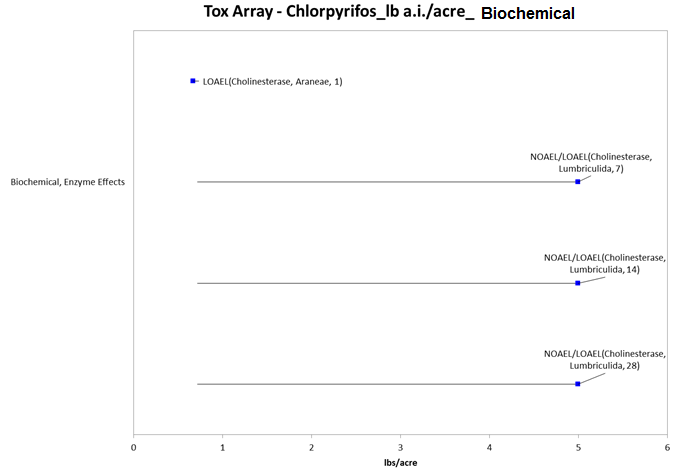 Tox Array - Chlorpyrifos_lb a.i./acre_ Biochemical
LOAEL(Cholinesterase, Araneae, 1)
NOAEL/LOAEL(Cholinesterase,
Lumbriculida, 7)
Biochemical, Enzyme Effects
NOAEL/LOAEL(Cholinesterase,
Lumbriculida, 14)
NOAEL/LOAEL(Cholinesterase,
Lumbriculida, 28)
0 1 2 3 4 5 6
lbs/acre